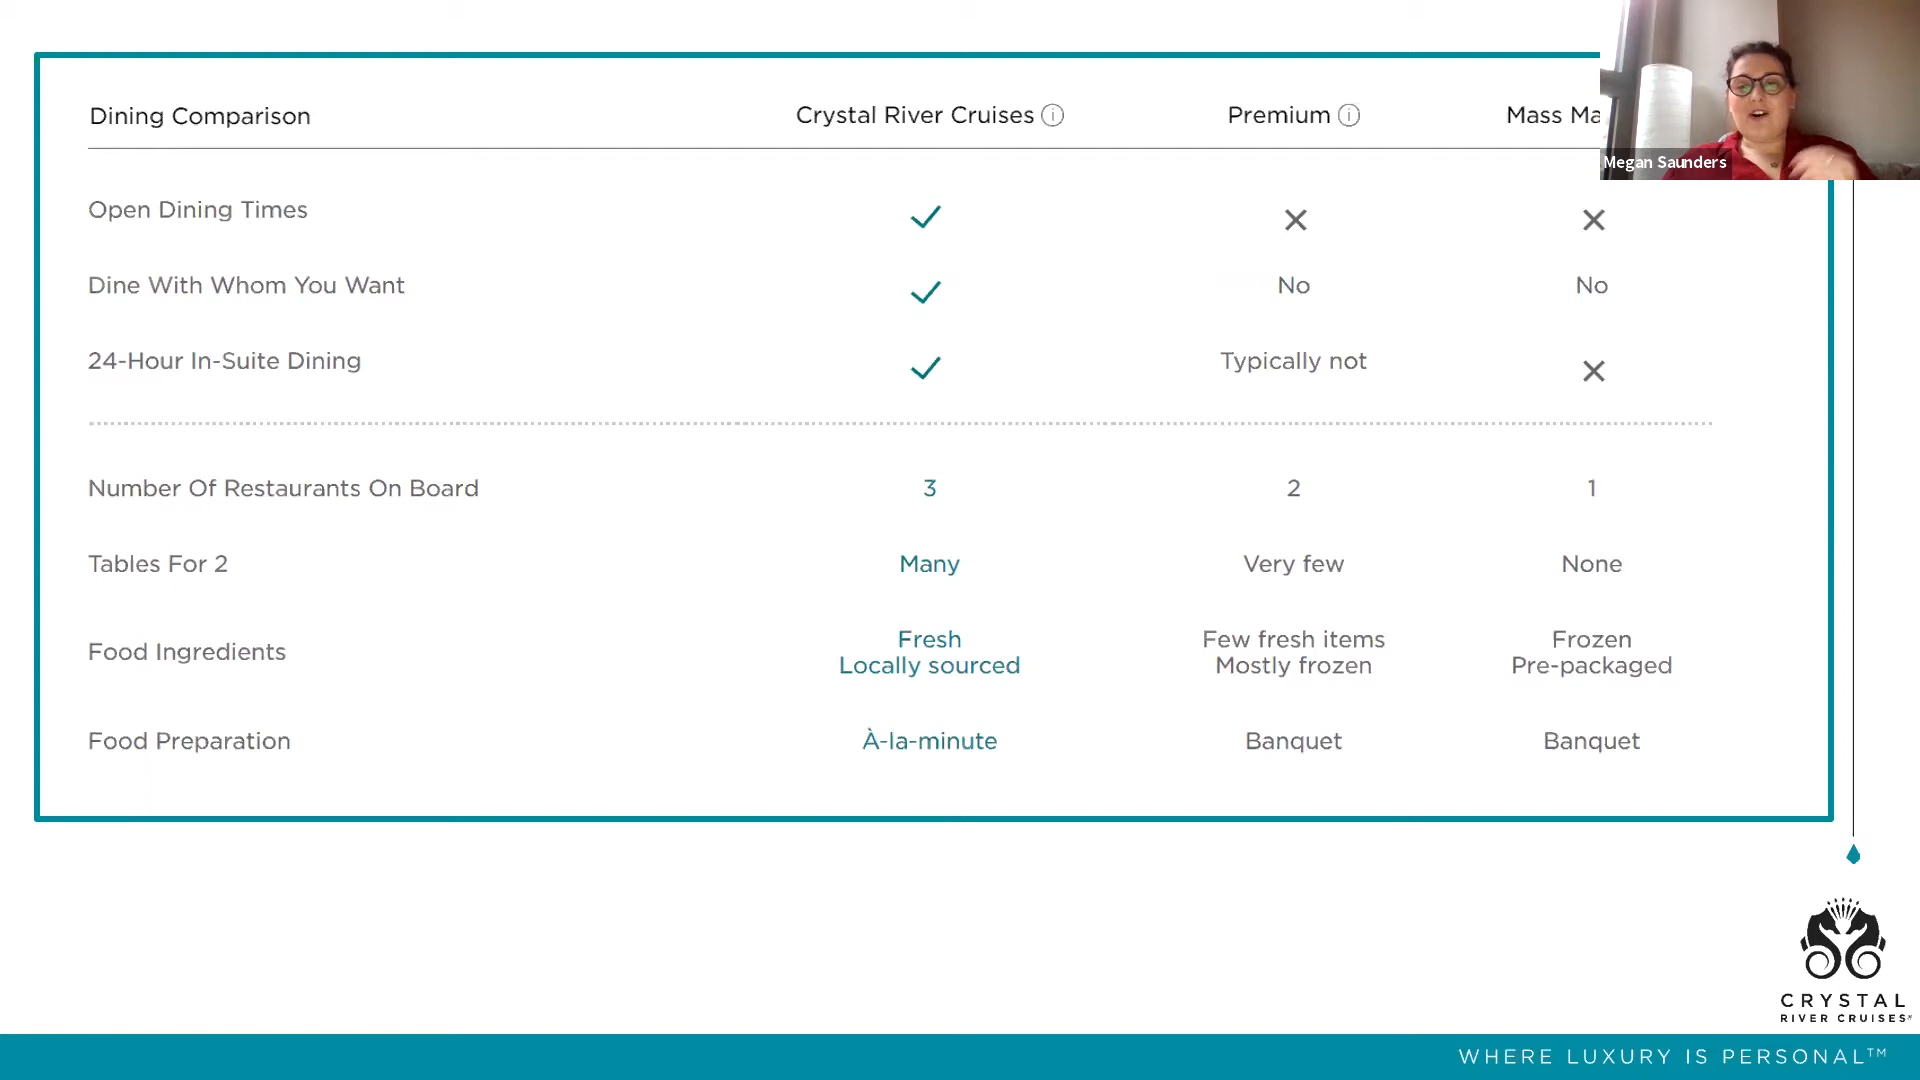 Dining Comparison Crystal River Cruises ⓘ Premium ⓘ Mass
Megan Saunders
Open Dining Times ✓ ✕ ✕
Dine With Whom You Want ✓ No No
24-Hour In-Suite Dining ✓ Typically not ✕
Number Of Restaurants On Board 3 2 1
Tables For 2 Many Very few None
Food Ingredients Fresh Few fresh items Frozen
Locally sourced Mostly frozen Pre-packaged
Food Preparation À-la-minute Banquet Banquet
CRYSTAL
RIVER CRUISES
WHERE LUXURY IS PERSONAL™